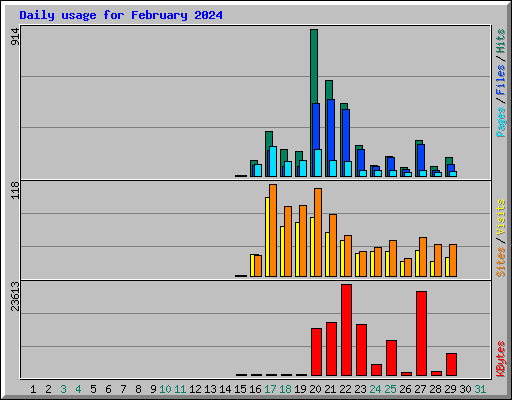 Daily usage for February 2024
914
Pages / Files / Hits
118
Sites / Visits
23613
KBytes
1 2 3 4 5 6 7 8 9 10 11 12 13 14 15 16 17 18 19 20 21 22 23 24 25 26 27 28 29 30 31